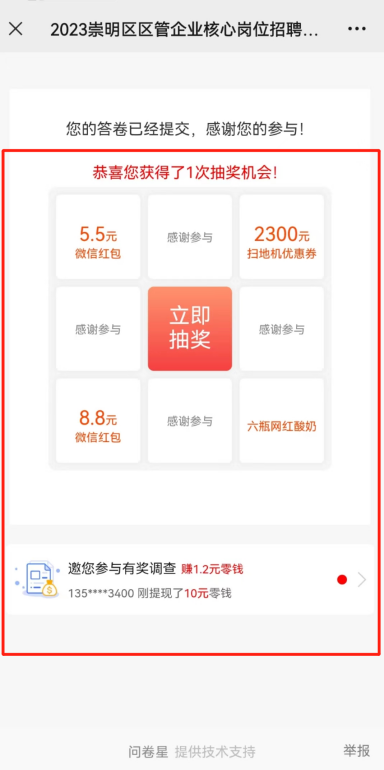 2023崇明区区管企业核心岗位招聘...
您的答卷已经提交，感谢您的参与！
恭喜您获得了1次抽奖机会！
5.5元
微信红包
感谢参与
2300元
扫地机优惠券
感谢参与
立即
抽奖
感谢参与
8.8元
微信红包
感谢参与
六瓶网红酸奶
邀您参与有奖调查 赚1.2元零钱
135****3400 刚提现了10元零钱
问卷星 提供技术支持
举报